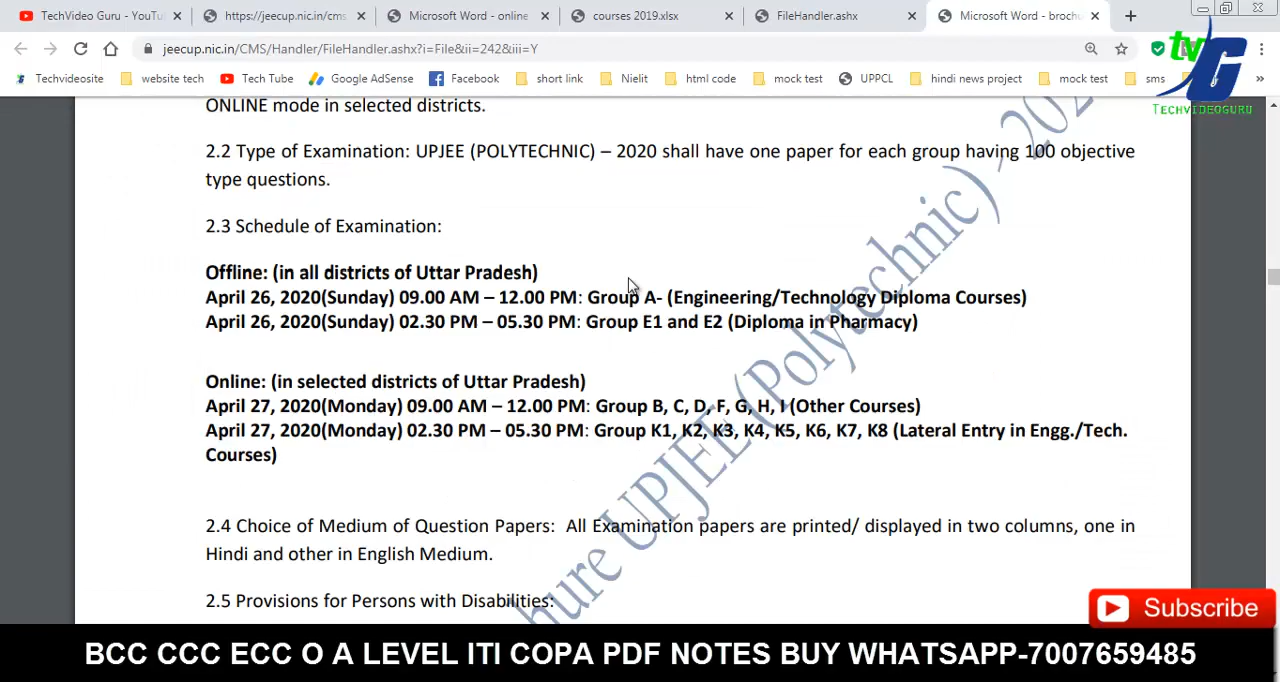 TechVideo Guru - YouTu
https://jeecup.nic.in/cms
Microsoft Word - online
courses 2019.xlsx
FileHandler.ashx
Microsoft Word - brochu
jeecup.nic.in/CMS/Handler/FileHandler.ashx?i=File&ii=242&iii=Y
Techvideosite
website tech
Tech Tube
Google AdSense
Facebook
short link
Nielit
html code
mock test
UPPCL
hindi news project
mock test
sms
tv G
TECHVIDEOGURU
ONLINE mode in selected districts.
2.2 Type of Examination: UPJEE (POLYTECHNIC) – 2020 shall have one paper for each group having 100 objective
type questions.
2.3 Schedule of Examination:
Offline: (in all districts of Uttar Pradesh)
April 26, 2020(Sunday) 09.00 AM – 12.00 PM: Group A- (Engineering/Technology Diploma Courses)
April 26, 2020(Sunday) 02.30 PM – 05.30 PM: Group E1 and E2 (Diploma in Pharmacy)
Online: (in selected districts of Uttar Pradesh)
April 27, 2020(Monday) 09.00 AM – 12.00 PM: Group B, C, D, F, G, H, I (Other Courses)
April 27, 2020(Monday) 02.30 PM – 05.30 PM: Group K1, K2, K3, K4, K5, K6, K7, K8 (Lateral Entry in Engg./Tech.
Courses)
2.4 Choice of Medium of Question Papers: All Examination papers are printed/ displayed in two columns, one in
Hindi and other in English Medium.
2.5 Provisions for Persons with Disabilities:
hure UPJEE (Polytechnic) - 202
Subscribe
BCC CCC ECC O A LEVEL ITI COPA PDF NOTES BUY WHATSAPP-7007659485